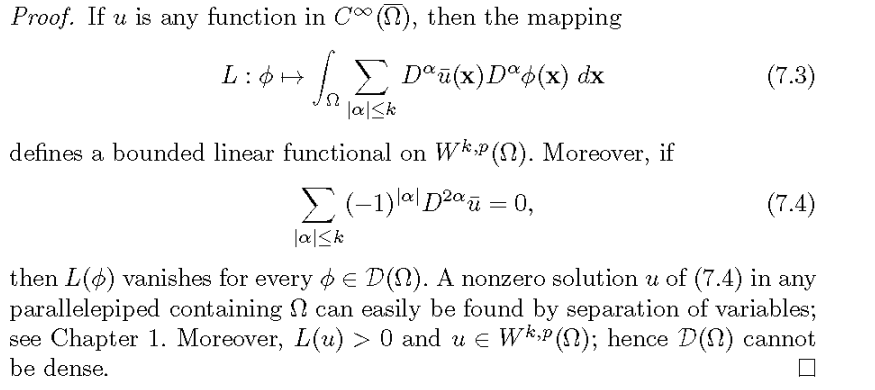 Proof. If u is any function in C^∞(Ω̅), then the mapping
L : ϕ ↦ ∫_Ω ∑_{|α|≤k} D^α ū(x) D^α ϕ(x) dx (7.3)
defines a bounded linear functional on W^{k,p}(Ω). Moreover, if
∑_{|α|≤k} (−1)^{|α|} D^{2α} ū = 0, (7.4)
then L(ϕ) vanishes for every ϕ ∈ 𝒟(Ω). A nonzero solution u of (7.4) in any
parallelepiped containing Ω can easily be found by separation of variables;
see Chapter 1. Moreover, L(u) > 0 and u ∈ W^{k,p}(Ω); hence 𝒟(Ω) cannot
be dense. □